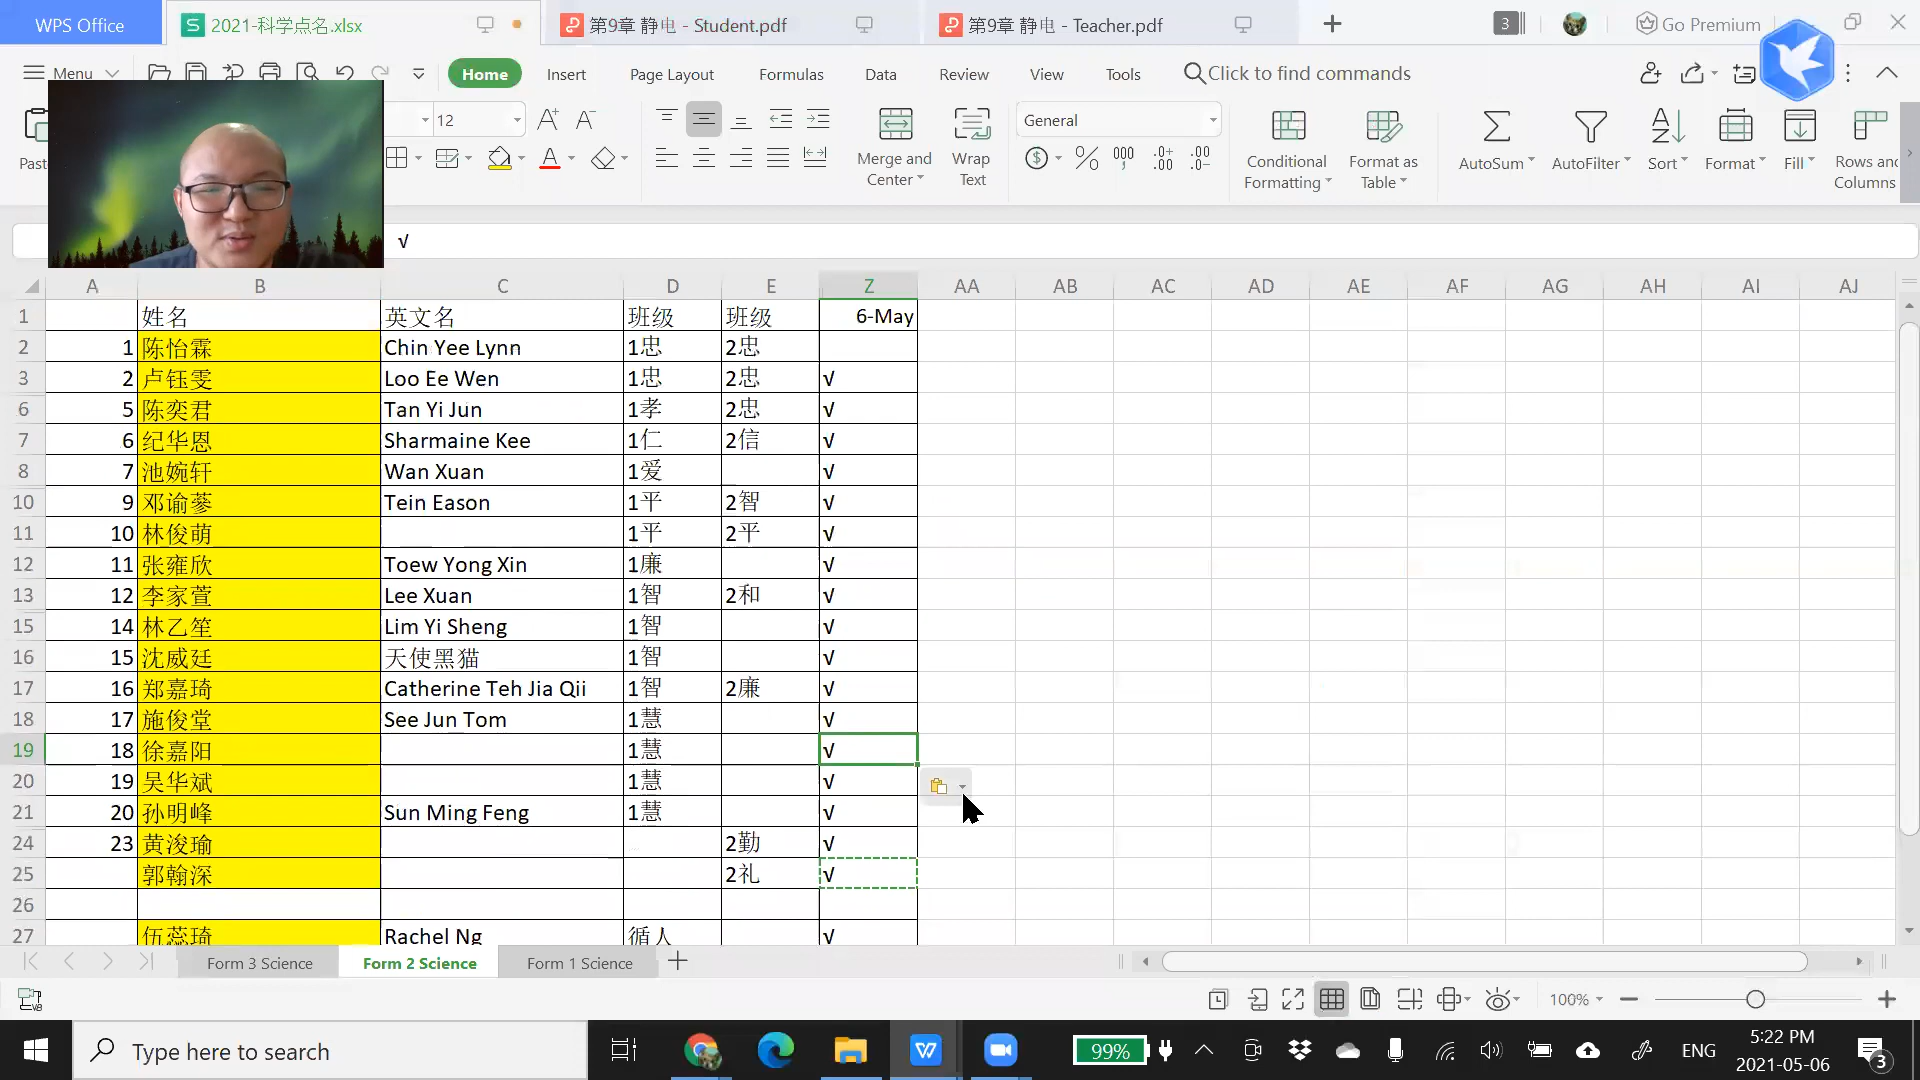 WPS Office
2021-科学点名.xlsx
第9章 静电 - Student.pdf
第9章 静电 - Teacher.pdf
3
Go Premium
Menu
Home
Insert
Page Layout
Formulas
Data
Review
View
Tools
Click to find commands
12
General
Merge and Center
Wrap Text
Conditional Formatting
Format as Table
AutoSum
AutoFilter
Sort
Format
Fill
Rows and Columns
√
A B C D E Z AA AB AC AD AE AF AG AH AI AJ
1 姓名 英文名 班级 班级 6-May
2 1 陈怡霖 Chin Yee Lynn 1忠 2忠
3 2 卢钰雯 Loo Ee Wen 1忠 2忠 √
6 5 陈奕君 Tan Yi Jun 1孝 2忠 √
7 6 纪华恩 Sharmaine Kee 1仁 2信 √
8 7 池婉轩 Wan Xuan 1爱 √
10 9 邓谕蓡 Tein Eason 1平 2智 √
11 10 林俊萌 1平 2平 √
12 11 张雍欣 Toew Yong Xin 1廉 √
13 12 李家萱 Lee Xuan 1智 2和 √
15 14 林乙笙 Lim Yi Sheng 1智 √
16 15 沈威廷 天使黑猫 1智 √
17 16 郑嘉琦 Catherine Teh Jia Qii 1智 2廉 √
18 17 施俊堂 See Jun Tom 1慧 √
19 18 徐嘉阳 1慧 √
20 19 吴华斌 1慧 √
21 20 孙明峰 Sun Ming Feng 1慧 √
24 23 黄浚瑜 2勤 √
25 郭翰深 2礼 √
26
27 伍蕊琦 Rachel Ng 循人 √
Form 3 Science
Form 2 Science
Form 1 Science
100%
Type here to search
99%
ENG
5:22 PM
2021-05-06
3